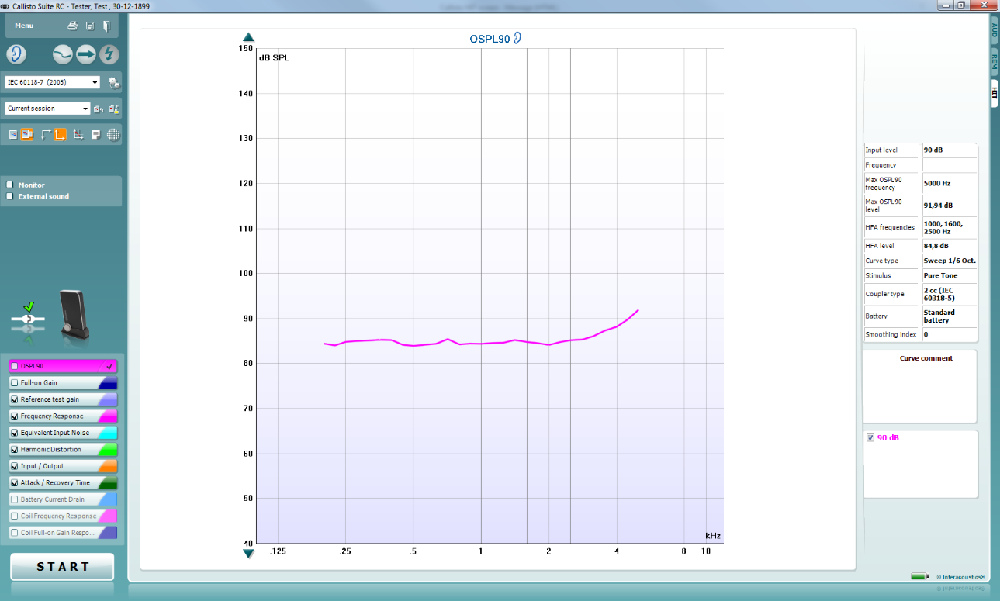 Callisto Suite RC - Tester, Test , 30-12-1899
Menu
IEC 60118-7 (2005)
Current session
Monitor
External sound
OSPL90
Full-on Gain
Reference test gain
Frequency Response
Equivalent Input Noise
Harmonic Distortion
Input / Output
Attack / Recovery Time
Battery Current Drain
Coil Frequency Response
Coil Full-on Gain Respo...
START
OSPL90
dB SPL
150
140
130
120
110
100
90
80
70
60
50
40
kHz
.125 .25 .5 1 2 4 8 10
AUD
REM
HIT
Input level 90 dB
Frequency
Max OSPL90
frequency 5000 Hz
Max OSPL90
level 91,94 dB
HFA frequencies 1000, 1600,
2500 Hz
HFA level 84,8 dB
Curve type Sweep 1/6 Oct.
Stimulus Pure Tone
Coupler type 2 cc (IEC
60318-5)
Battery Standard
battery
Smoothing index 0
Curve comment
90 dB
® Interacoustics®